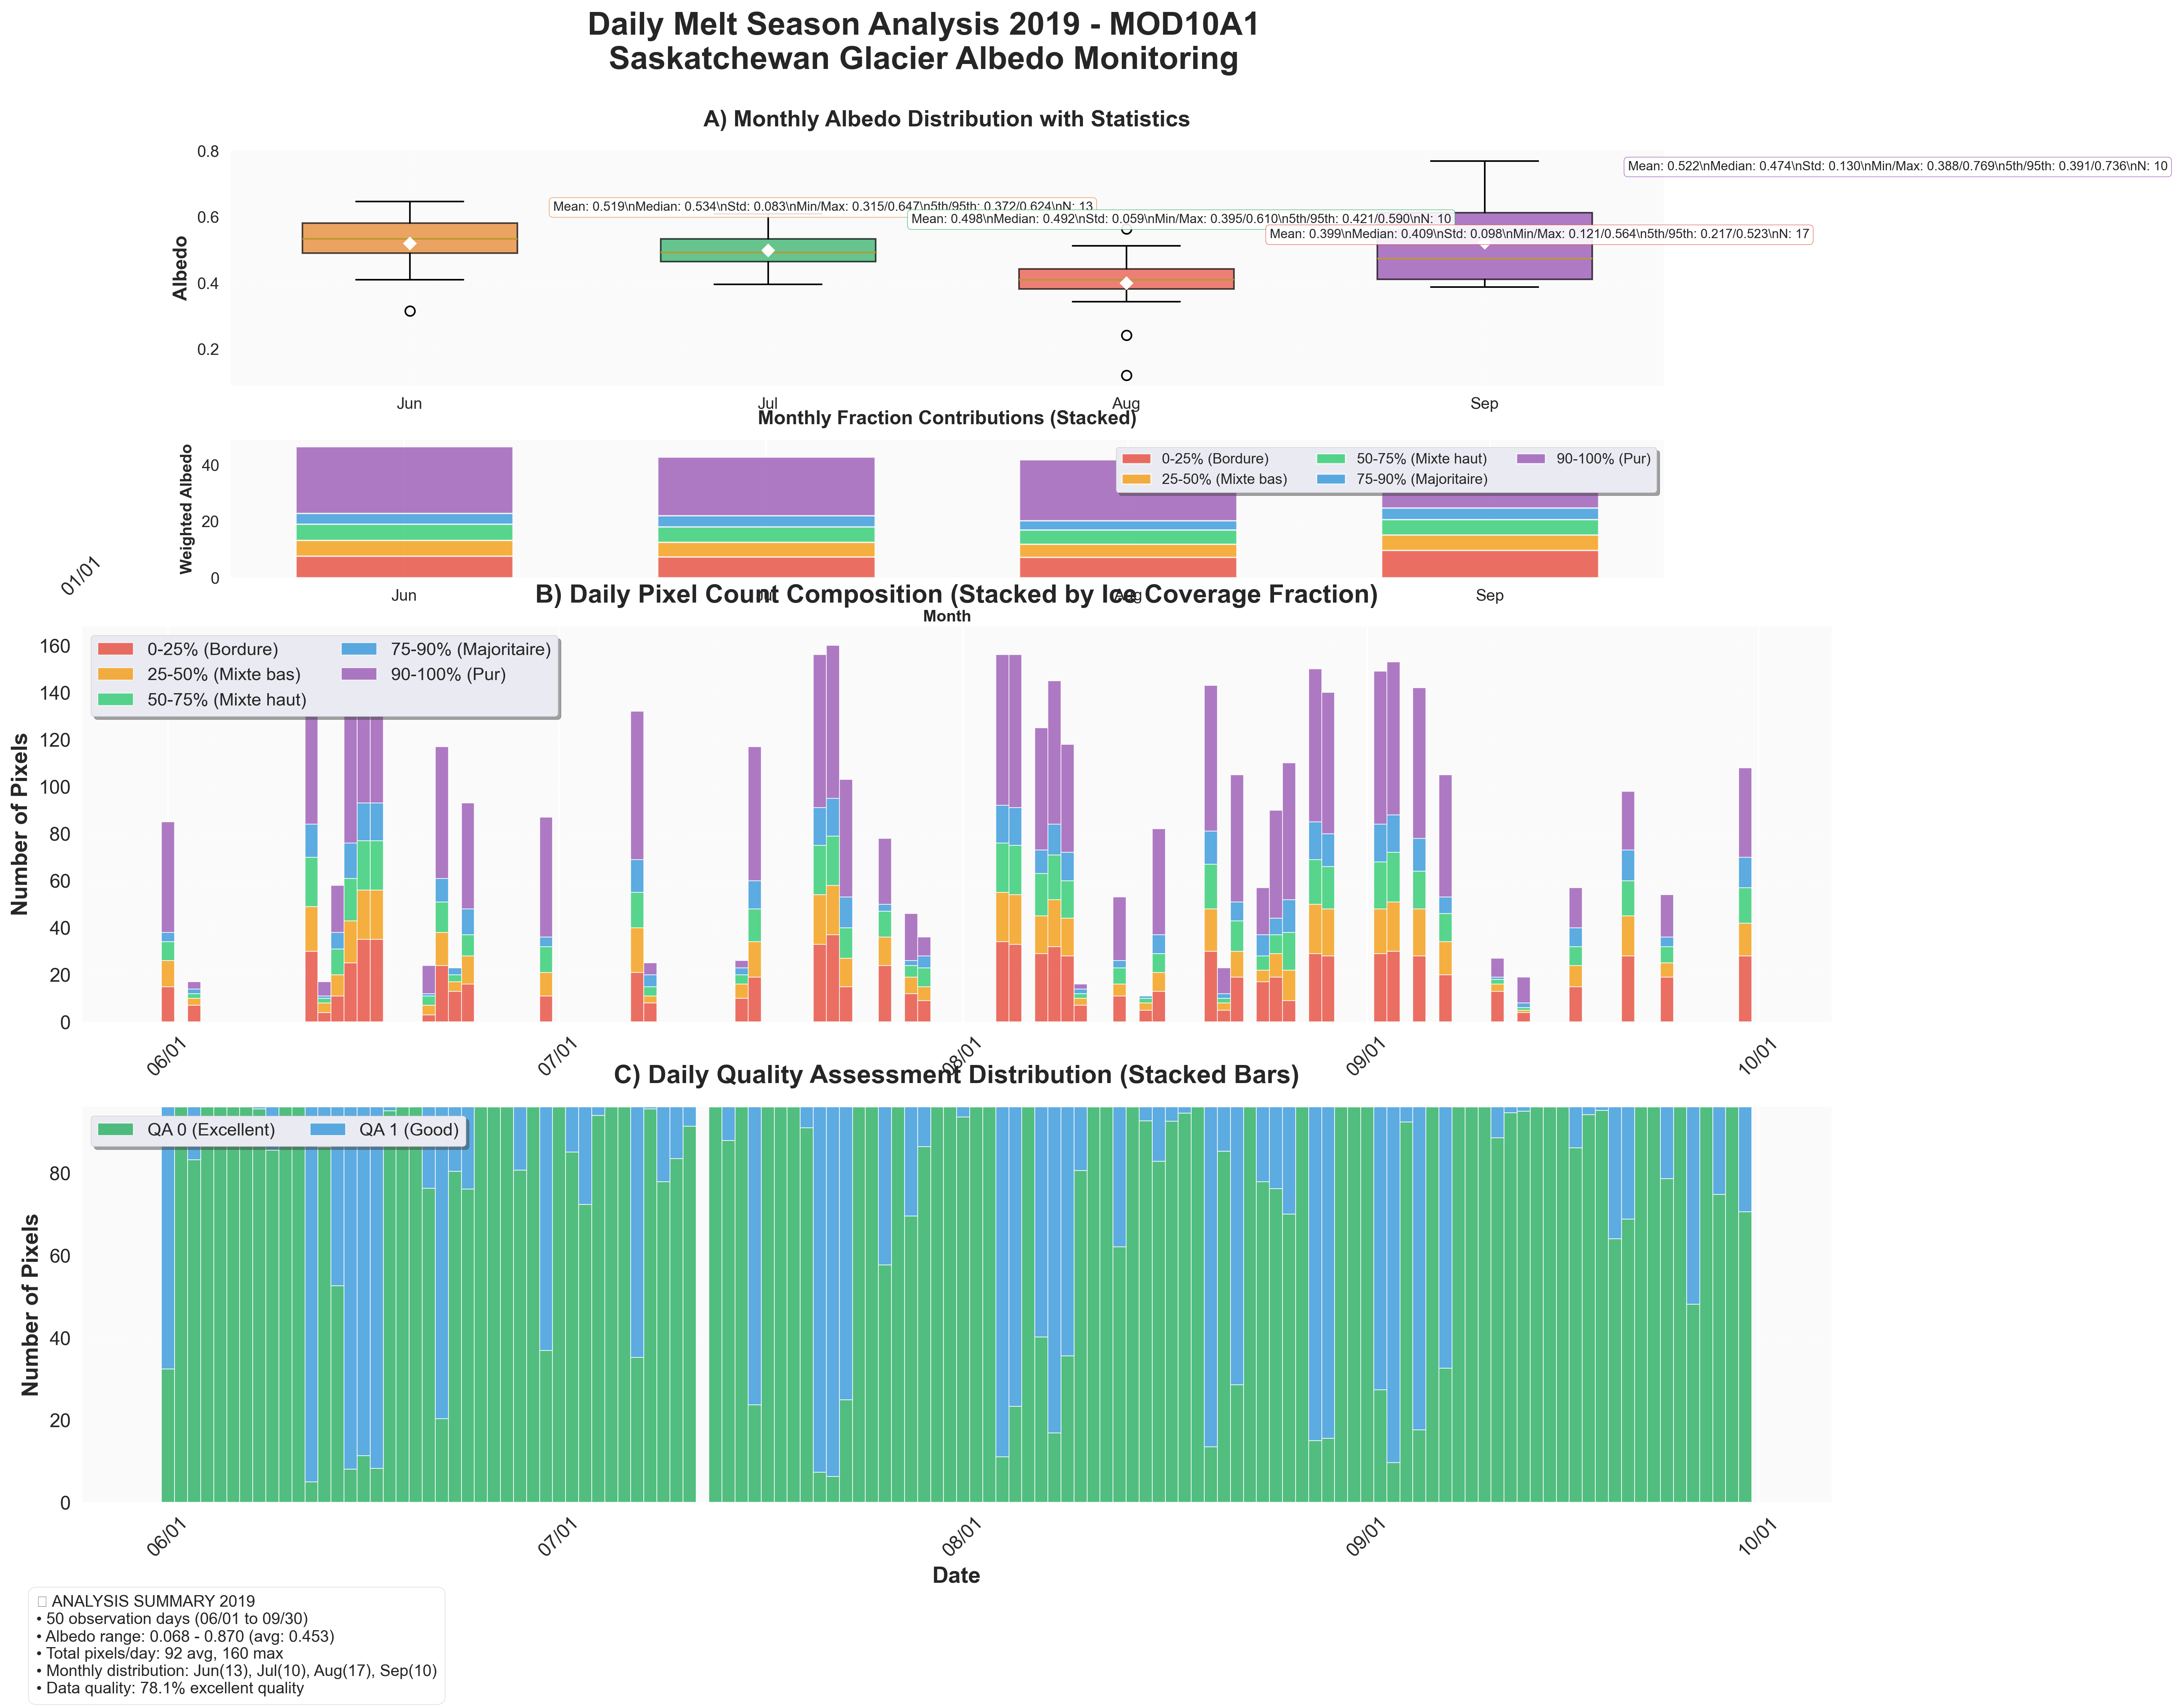 Daily Melt Season Analysis 2019 - MOD10A1
Saskatchewan Glacier Albedo Monitoring
A) Monthly Albedo Distribution with Statistics
Albedo
0.8
0.6
0.4
0.2
Mean: 0.519\nMedian: 0.534\nStd: 0.083\nMin/Max: 0.315/0.647\n5th/95th: 0.372/0.624\nN: 13
Mean: 0.498\nMedian: 0.492\nStd: 0.059\nMin/Max: 0.395/0.610\n5th/95th: 0.421/0.590\nN: 10
Mean: 0.399\nMedian: 0.409\nStd: 0.098\nMin/Max: 0.121/0.564\n5th/95th: 0.217/0.523\nN: 17
Mean: 0.522\nMedian: 0.474\nStd: 0.130\nMin/Max: 0.388/0.769\n5th/95th: 0.391/0.736\nN: 10
Jun
Jul
Aug
Sep
Monthly Fraction Contributions (Stacked)
Weighted Albedo
40
20
0
0-25% (Bordure)
25-50% (Mixte bas)
50-75% (Mixte haut)
75-90% (Majoritaire)
90-100% (Pur)
Jun
Jul
Aug
Sep
Month
01/01
B) Daily Pixel Count Composition (Stacked by Ice Coverage Fraction)
Number of Pixels
160
140
120
100
80
60
40
20
0
0-25% (Bordure)
25-50% (Mixte bas)
50-75% (Mixte haut)
75-90% (Majoritaire)
90-100% (Pur)
06/01
07/01
08/01
09/01
10/01
C) Daily Quality Assessment Distribution (Stacked Bars)
Number of Pixels
80
60
40
20
0
QA 0 (Excellent)
QA 1 (Good)
06/01
07/01
08/01
09/01
10/01
Date
ANALYSIS SUMMARY 2019
• 50 observation days (06/01 to 09/30)
• Albedo range: 0.068 - 0.870 (avg: 0.453)
• Total pixels/day: 92 avg, 160 max
• Monthly distribution: Jun(13), Jul(10), Aug(17), Sep(10)
• Data quality: 78.1% excellent quality